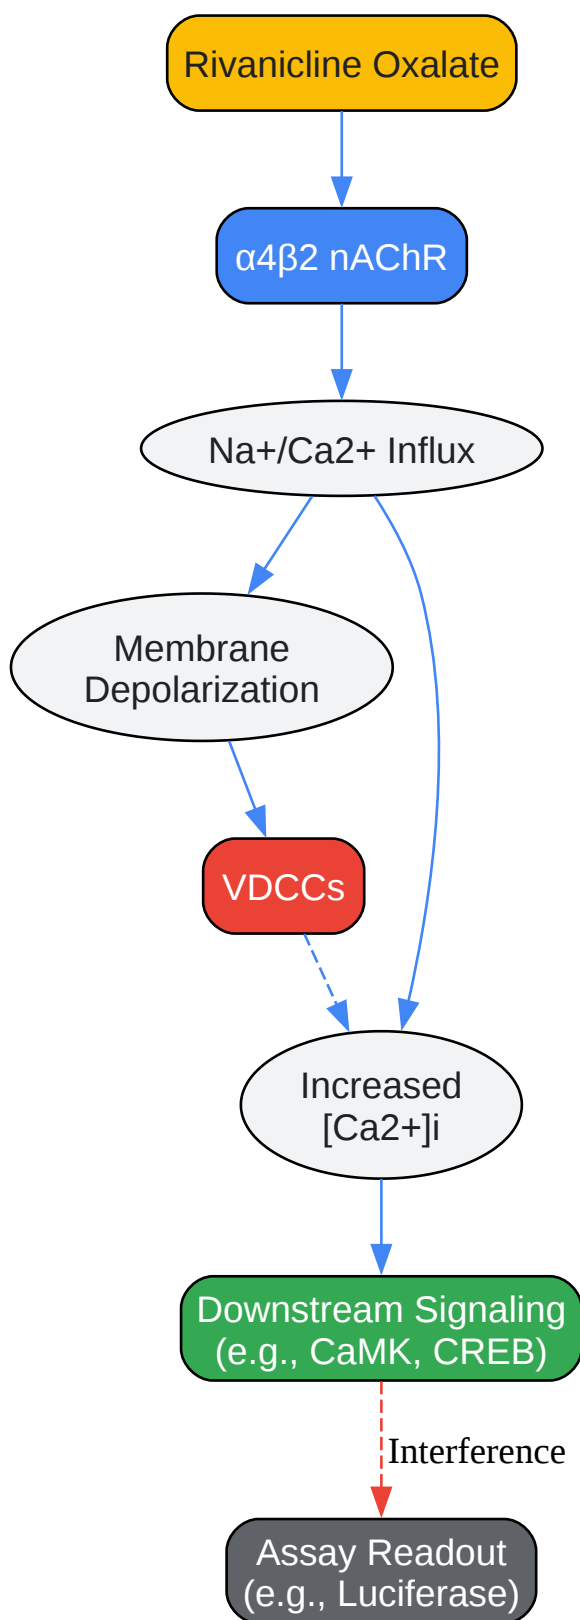 Rivanicline Oxalate
α4β2 nAChR
Na+/Ca2+ Influx
Membrane
Depolarization
VDCCs
Increased
[Ca2+]i
Downstream Signaling
(e.g., CaMK, CREB)
Interference
Assay Readout
(e.g., Luciferase)